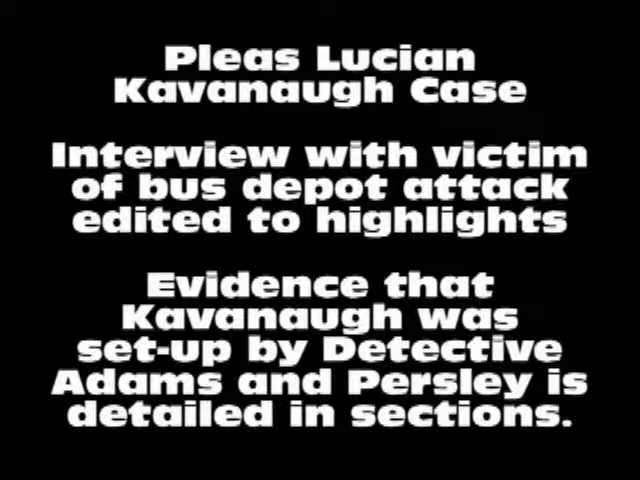 Pleas Lucian
Kavanaugh Case
Interview with victim
of bus depot attack
edited to highlights
Evidence that
Kavanaugh was
set-up by Detective
Adams and Persley is
detailed in sections.